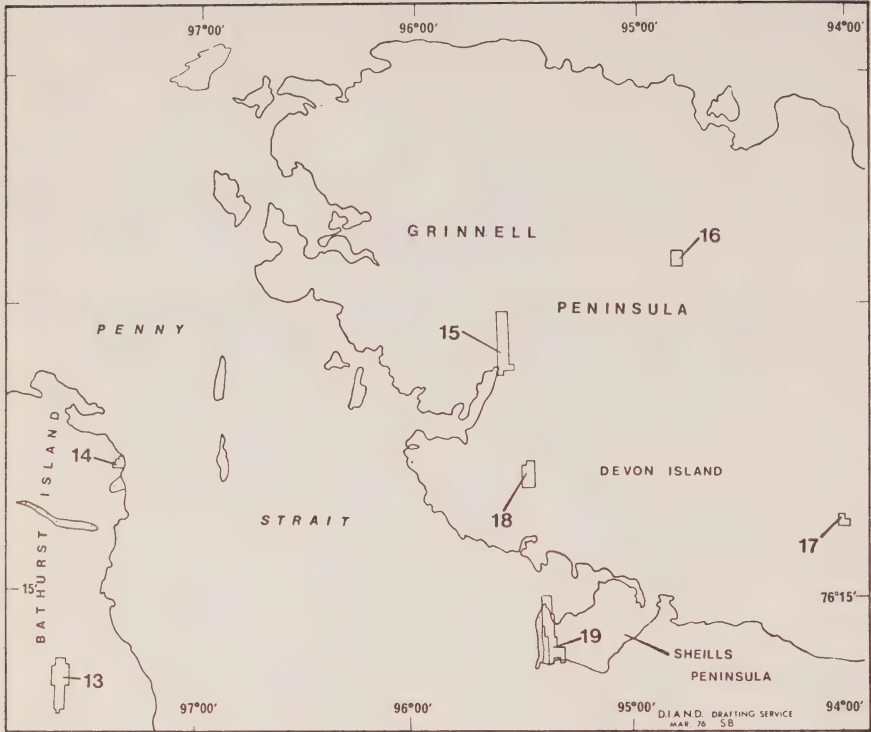 97°00' 96°00' 95°00' 94°00'
GRINNELL
16
PENINSULA
15
PENNY
14
BATHURST ISLAND
DEVON ISLAND
18
STRAIT
17
15' 76°15'
19
SHEILLS
PENINSULA
13
97°00' 96°00' 95°00' 94°00'
D.I.A.N.D. DRAFTING SERVICE
MAR. 76 SB